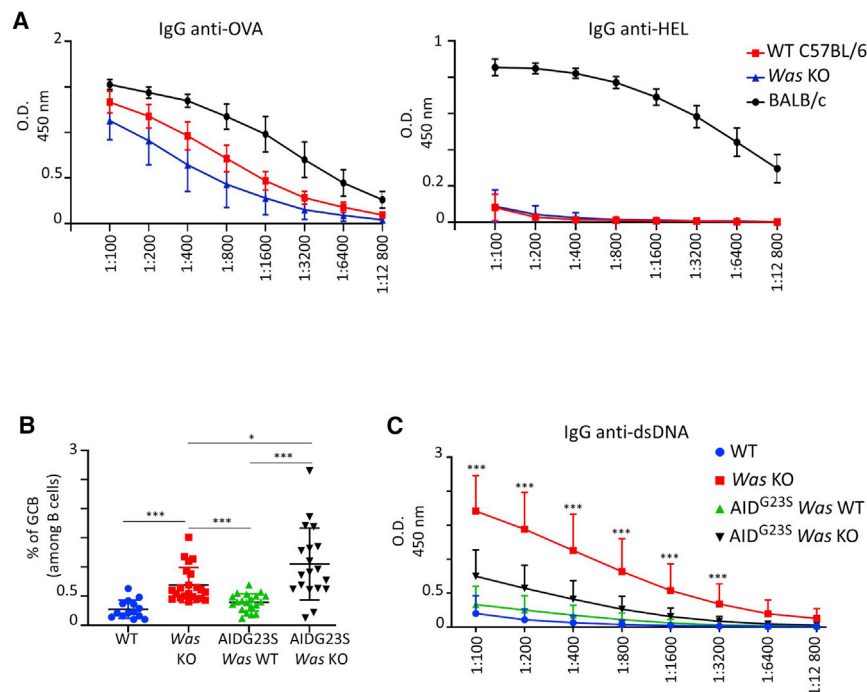 A
IgG anti-OVA
O.D.
450 nm
2
0.5
0
1:100
1:200
1:400
1:800
1:1600
1:3200
1:6400
1:12 800
IgG anti-HEL
O.D.
450 nm
1
0.2
0
1:100
1:200
1:400
1:800
1:1600
1:3200
1:6400
1:12 800
WT C57BL/6
Was KO
BALB/c
B
% of GCB
(among B cells)
3
0.5
0
*
***
***
***
WT
Was
KO
AIDG23S
Was WT
AIDG23S
Was KO
C
IgG anti-dsDNA
O.D.
450 nm
3
0.5
0
***
***
***
***
***
***
1:100
1:200
1:400
1:800
1:1600
1:3200
1:6400
1:12 800
WT
Was KO
AIDG23S Was WT
AIDG23S Was KO